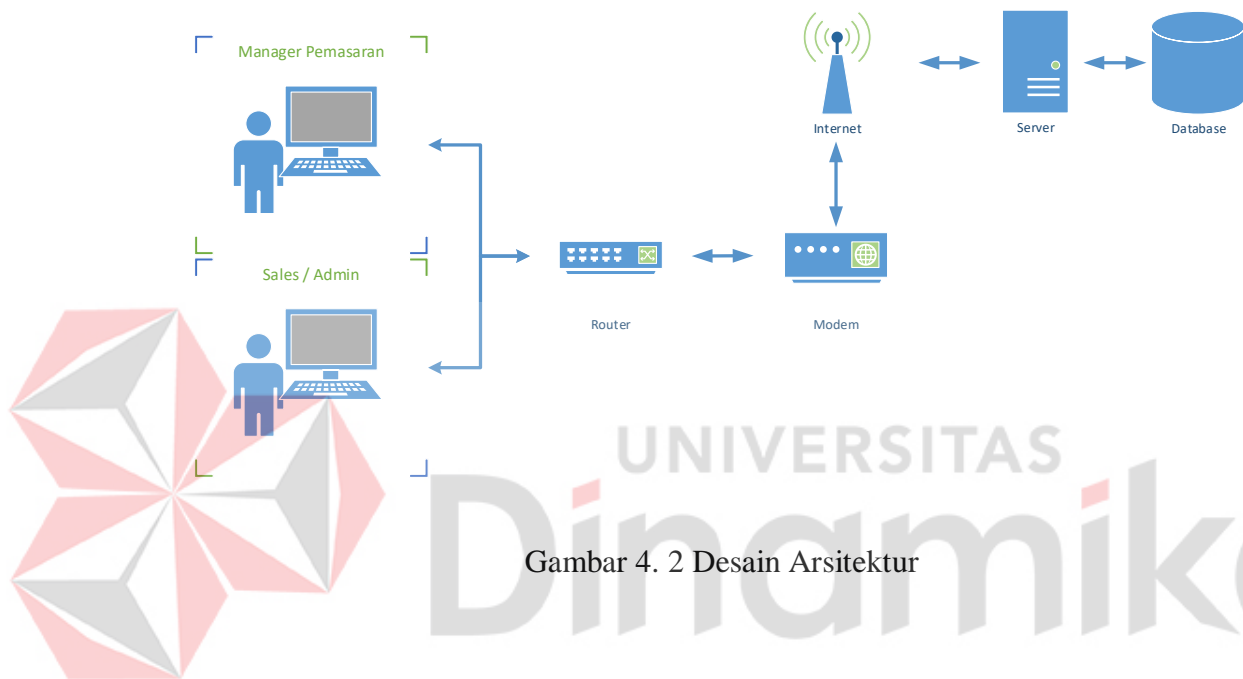 Manager Pemasaran
Internet
Server
Database
Sales / Admin
Router
Modem
UNIVERSITAS
Dinamika
Gambar 4. 2 Desain Arsitektur